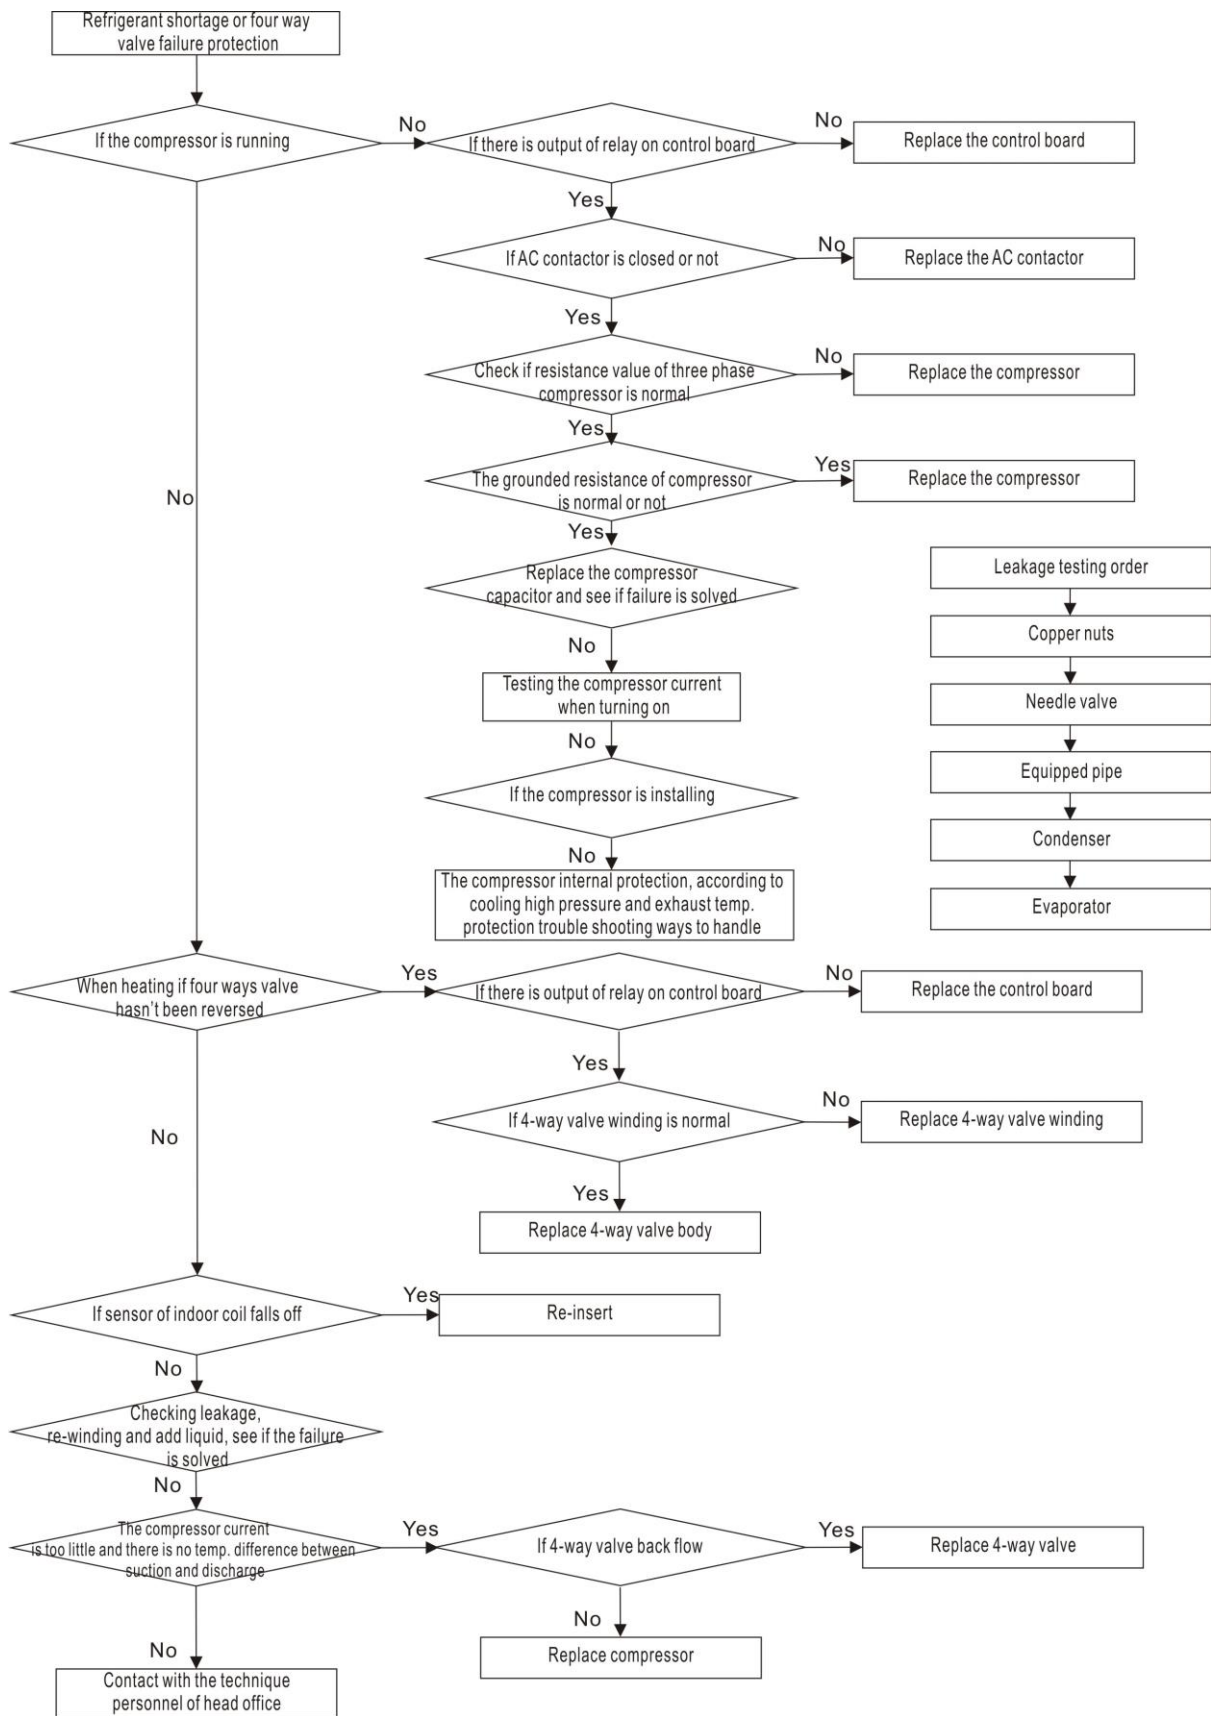 Refrigerant shortage or four way
valve failure protection
If the compressor is running
No
If there is output of relay on control board
No
Replace the control board
Yes
If AC contactor is closed or not
No
Replace the AC contactor
Yes
Check if resistance value of three phase
compressor is normal
No
Replace the compressor
Yes
The grounded resistance of compressor
is normal or not
Yes
Replace the compressor
No
Yes
Replace the compressor
capacitor and see if failure is solved
No
Testing the compressor current
when turning on
No
If the compressor is installing
No
The compressor internal protection, according to
cooling high pressure and exhaust temp.
protection trouble shooting ways to handle
Leakage testing order
Copper nuts
Needle valve
Equipped pipe
Condenser
Evaporator
When heating if four ways valve
hasn't been reversed
Yes
If there is output of relay on control board
No
Replace the control board
Yes
If 4-way valve winding is normal
No
Replace 4-way valve winding
Yes
Replace 4-way valve body
No
If sensor of indoor coil falls off
Yes
Re-insert
No
Checking leakage,
re-winding and add liquid, see if the failure
is solved
No
The compressor current
is too little and there is no temp. difference between
suction and discharge
Yes
If 4-way valve back flow
Yes
Replace 4-way valve
No
Replace compressor
No
Contact with the technique
personnel of head office